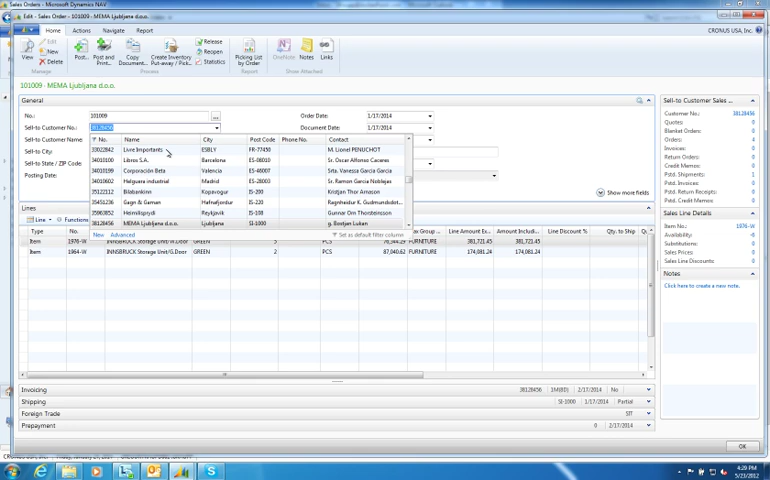 Sales Orders - Microsoft Dynamics NAV
Edit - Sales Order - 101009 - MEMA Ljubljana d.o.o.
Home Actions Navigate Report
CRONUS USA, Inc.
View
Edit
New
Delete
Manage
Post...
Post and Print...
Copy Document...
Create Inventory Put-away / Pick...
Release
Reopen
Statistics
Process
Picking List by Order
Report
OneNote Notes Links
Show Attached
101009 · MEMA Ljubljana d.o.o.
General
No.: 101009
Order Date: 1/17/2014
Sell-to Customer No.: 38128456
Document Date: 1/17/2014
Sell-to Customer Name:
Sell-to City:
Sell-to State / ZIP Code:
Posting Date:
No. Name City Post Code Phone No. Contact
33022842 Livre Importants ESBLY FR-77450 M. Lionel PENUCHOT
34010100 Libros S.A. Barcelona ES-08010 Sr. Oscar Alfonso Cacares
34010199 Corporación Beta Valencia ES-46007 Srta. Vanessa Garcia Garcia
34010602 Helguera industrial Madrid ES-28003 Sr. Ramon Garcia Noblejas
35122112 Bilabankinn Kopavogur IS-200 Kristjan Thor Arnason
35451236 Gagn & Gaman Hafnafjordur IS-220 Ragnheidur K. Gudmundsdot...
35963852 Heimilisprydi Reykjavik IS-108 Gunnar Orn Thorsteinsson
38128456 MEMA Ljubljana d.o.o. Ljubljana SI-1000 g. Borstjan Lukan
New Advanced Set as default filter column
Show more fields
Lines
Line Functions
Type No. Line Amount Ex... Amount Includi... Line Discount % Qty. to Ship
Item 1976-W INNSBRUCK Storage Unit/W.Door GREEN 5 PCS FURNITURE 381,721.45 381,721.45
Item 1964-W INNSBRUCK Storage Unit/G.Door GREEN 2 PCS 87,040.62 FURNITURE 174,081.24 174,081.24
Invoicing 38128456 1M(8D) 2/17/2014 No
Shipping SI-1000 1/17/2014 Partial
Foreign Trade SIT
Prepayment 0 2/17/2014
Sell-to Customer Sales ...
Customer No.: 38128456
Quotes: 0
Blanket Orders: 0
Orders:
Invoices: 0
Return Orders: 0
Credit Memos: 0
Pstd. Shipments: 1
Pstd. Invoices: 0
Pstd. Return Receipts: 0
Pstd. Credit Memos: 0
Sales Line Details
Item No.: 1976-W
Availability:
Substitutions: 0
Sales Prices: 0
Sales Line Discounts: 0
Notes
Click here to create a new note.
OK
4:29 PM
5/23/2012